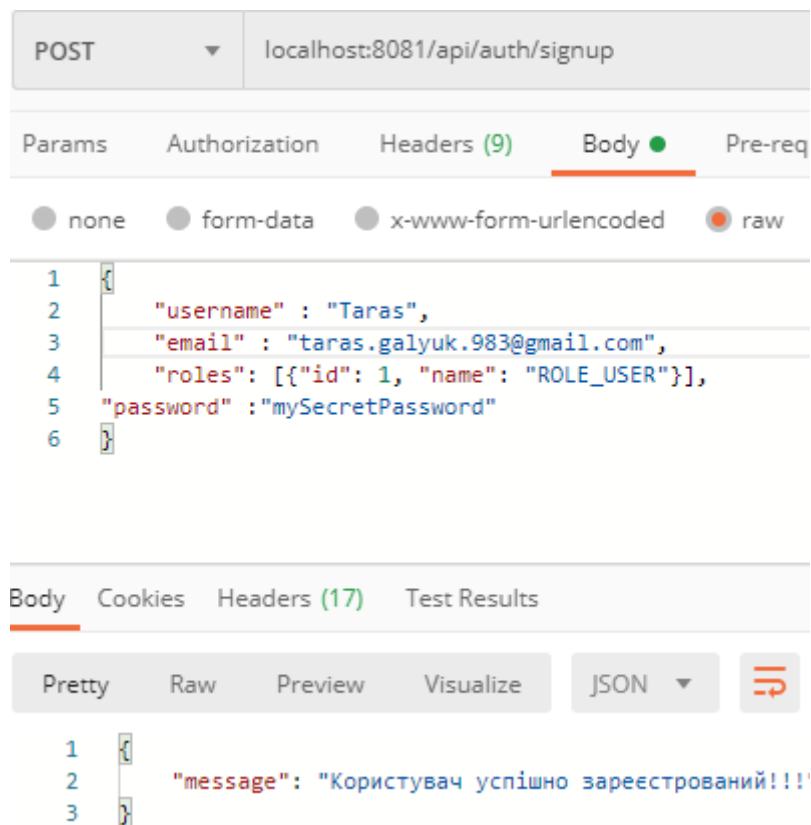 POST localhost:8081/api/auth/signup
Params Authorization Headers (9) Body Pre-req
none form-data x-www-form-urlencoded raw
1 {
2 "username" : "Taras",
3 "email" : "taras.galyuk.983@gmail.com",
4 "roles": [{"id": 1, "name": "ROLE_USER"}],
5 "password" :"mySecretPassword"
6 }
Body Cookies Headers (17) Test Results
Pretty Raw Preview Visualize JSON
1 {
2 "message": "Користувач успішно зареєстрований!!!"
3 }